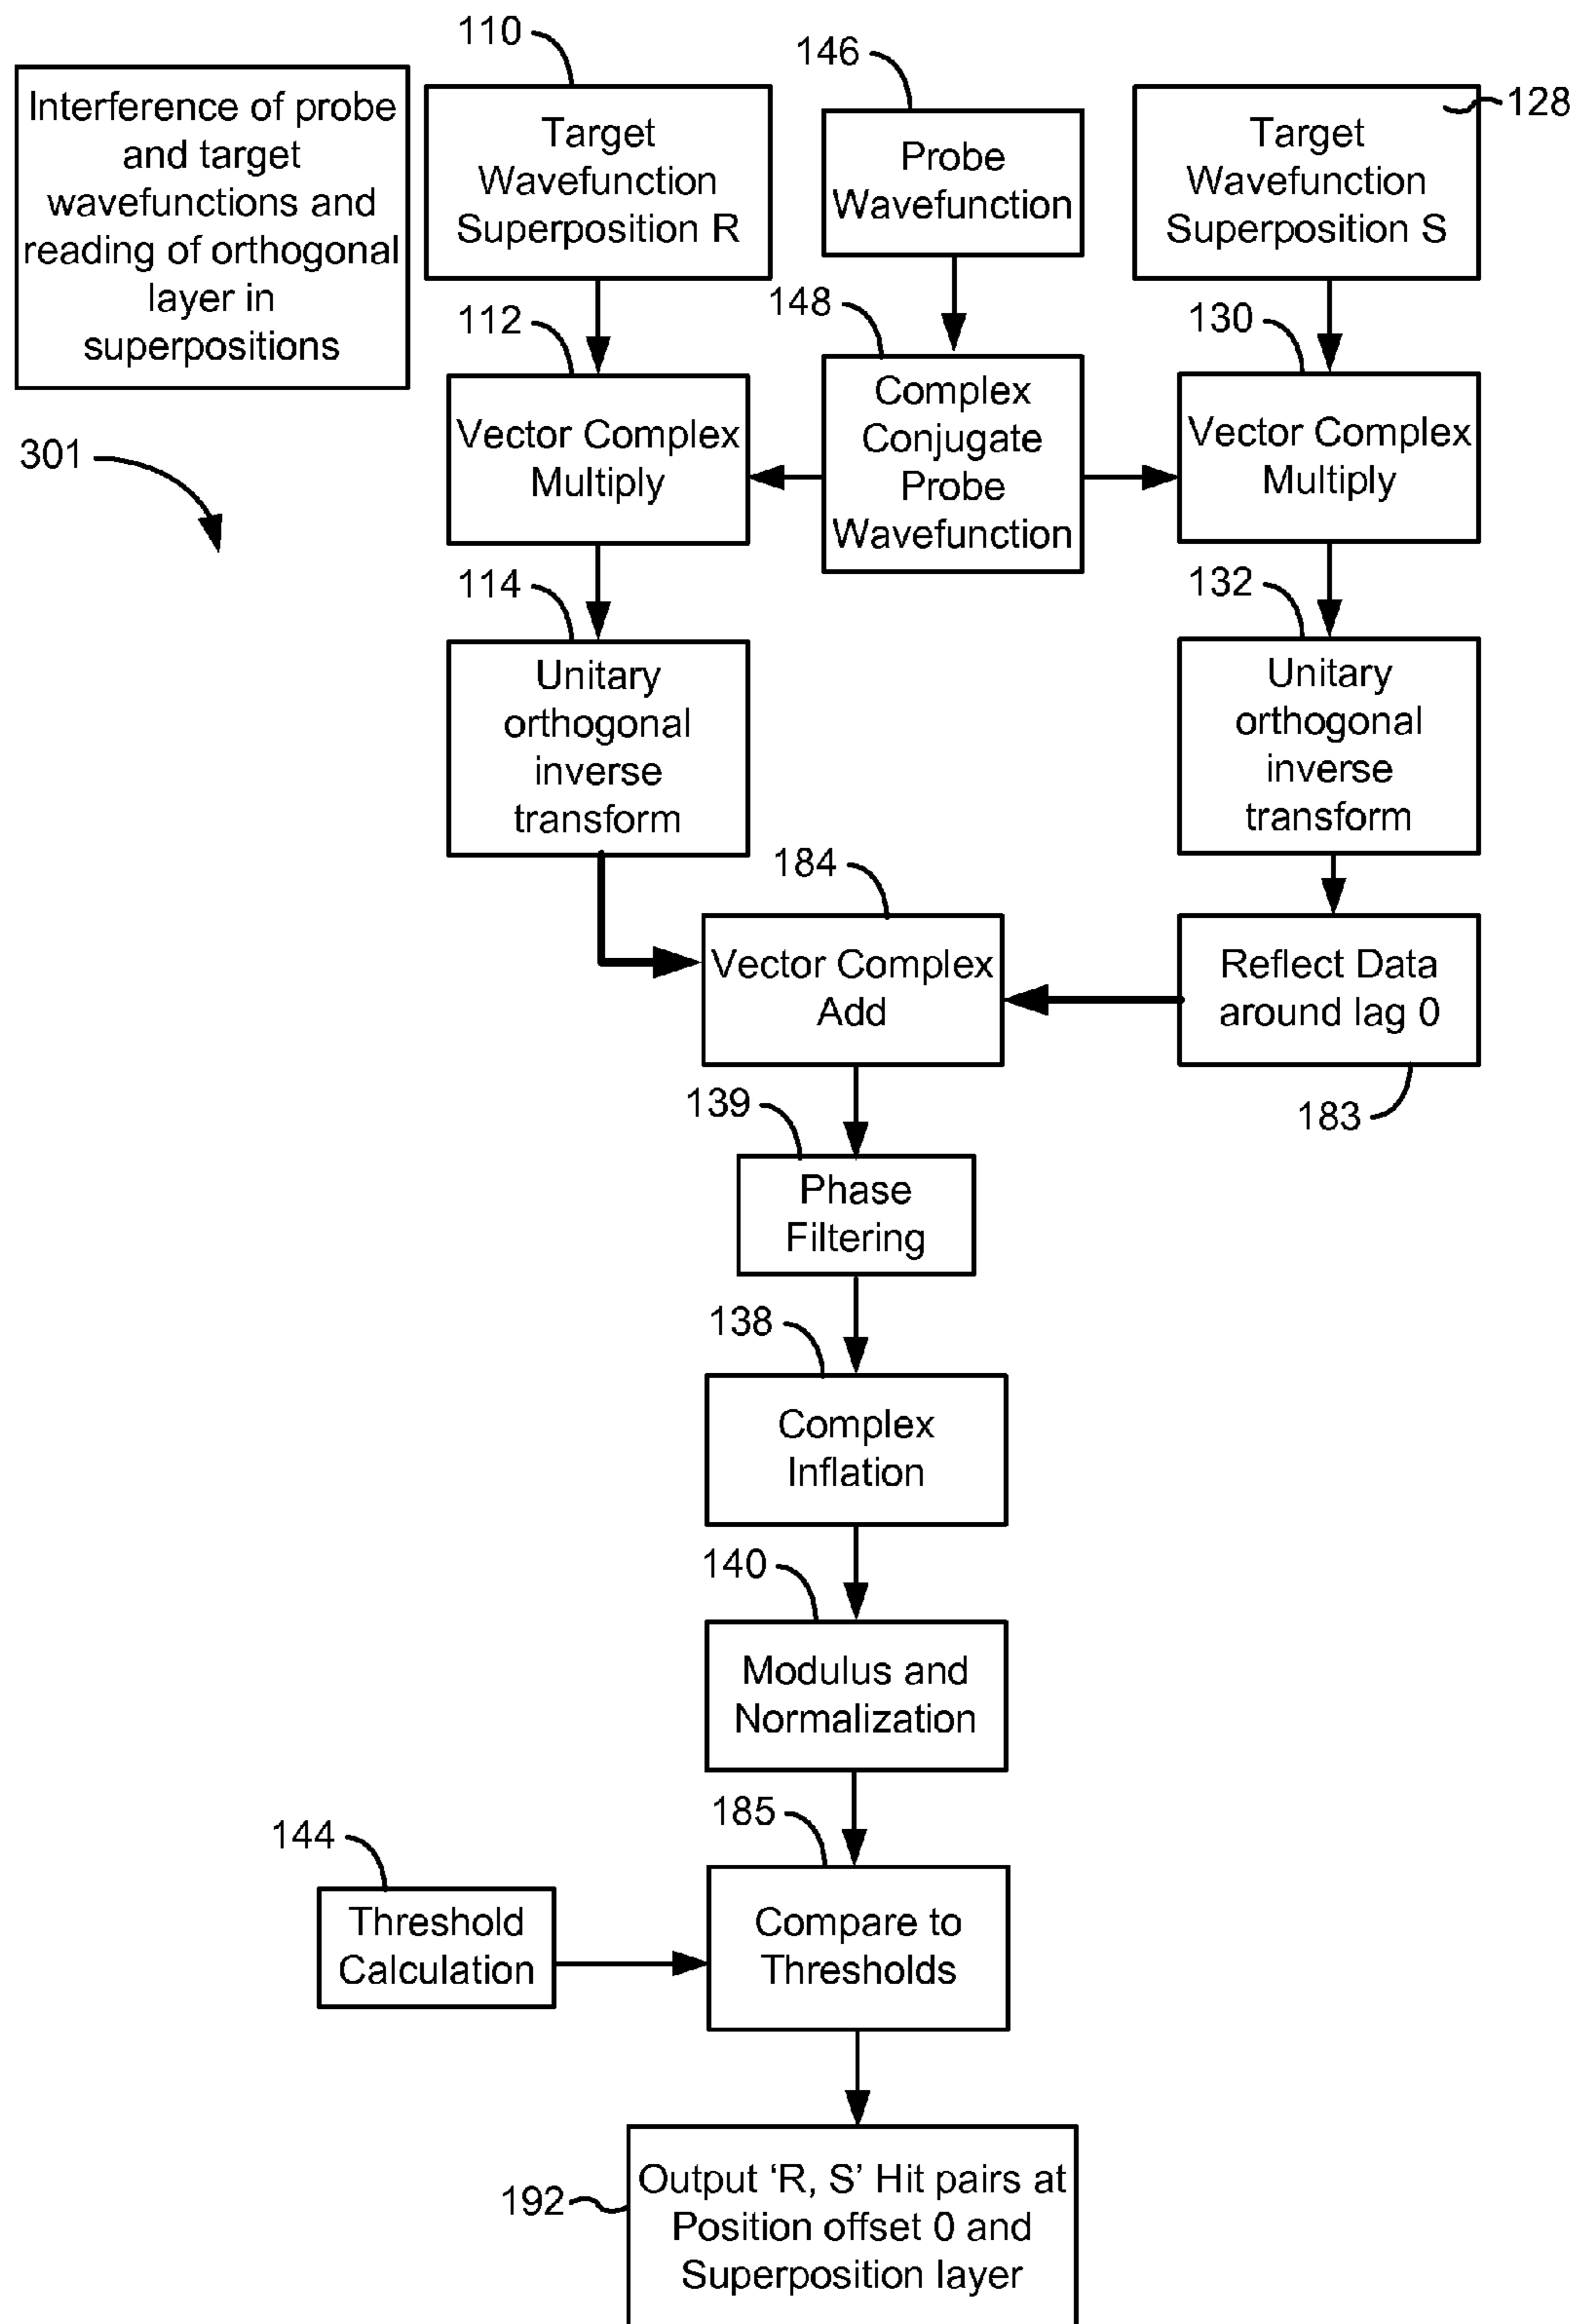 110
146
128
Interference of probe
and target
wavefunctions and
reading of orthogonal
layer in
superpositions
Target
Wavefunction
Superposition R
Probe
Wavefunction
Target
Wavefunction
Superposition S
301
112
148
130
Vector Complex
Multiply
Complex
Conjugate
Probe
Wavefunction
Vector Complex
Multiply
114
132
Unitary
orthogonal
inverse
transform
Unitary
orthogonal
inverse
transform
184
Vector Complex
Add
Reflect Data
around lag 0
183
139
Phase
Filtering
138
Complex
Inflation
140
Modulus and
Normalization
185
144
Threshold
Calculation
Compare to
Thresholds
192
Output ‘R, S’ Hit pairs at
Position offset 0 and
Superposition layer